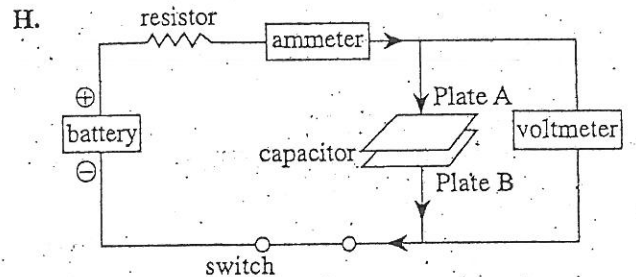 H.
resistor
ammeter
⊕
Plate A
battery
voltmeter
capacitor
⊖
Plate B
switch